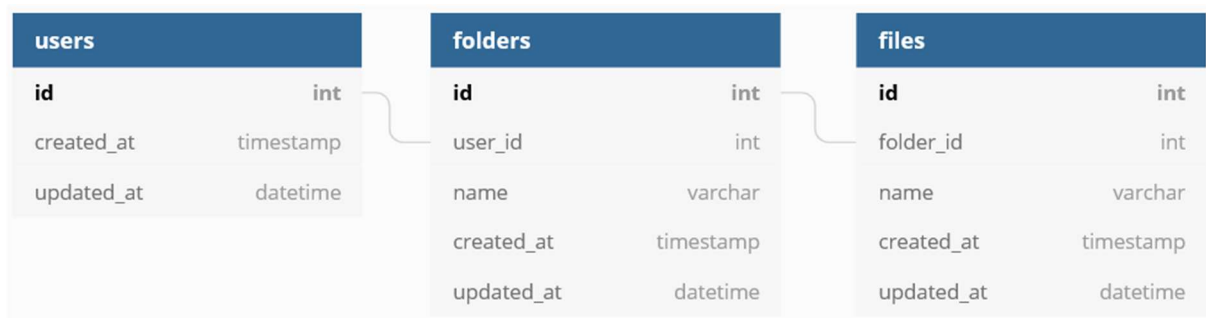 users
id int
created_at timestamp
updated_at datetime
folders
id int
user_id int
name varchar
created_at timestamp
updated_at datetime
files
id int
folder_id int
name varchar
created_at timestamp
updated_at datetime